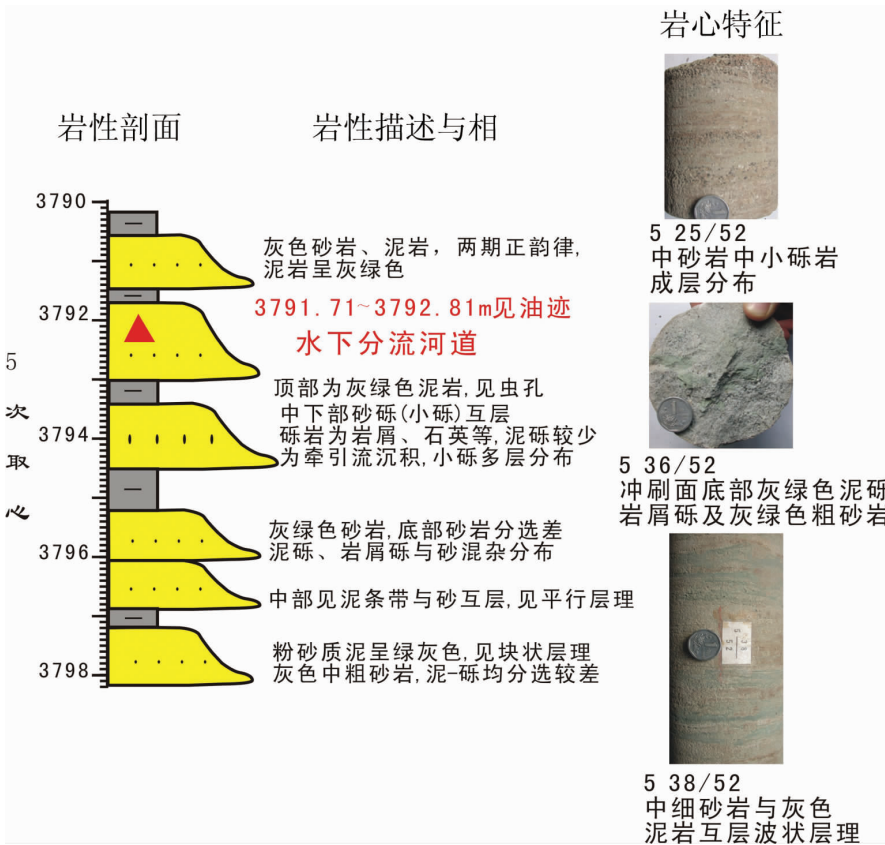 岩心特征
岩性剖面
岩性描述与相
5
次
取
心
3790
3792
3794
3796
3798
灰色砂岩、泥岩，两期正韵律,
泥岩呈灰绿色
3791.71~3792.81m见油迹
水下分流河道
顶部为灰绿色泥岩,见虫孔
中下部砂砾(小砾)互层
砾岩为岩屑、石英等,泥砾较少
为牵引流沉积,小砾多层分布
灰绿色砂岩,底部砂岩分选差
泥砾、岩屑砾与砂混杂分布
中部见泥条带与砂互层,见平行层理
粉砂质泥呈绿灰色,见块状层理
灰色中粗砂岩,泥-砾均分选较差
5 25/52
中砂岩中小砾岩
成层分布
5 36/52
冲刷面底部灰绿色泥砾
岩屑砾及灰绿色粗砂岩
5 38/52
中细砂岩与灰色
泥岩互层波状层理